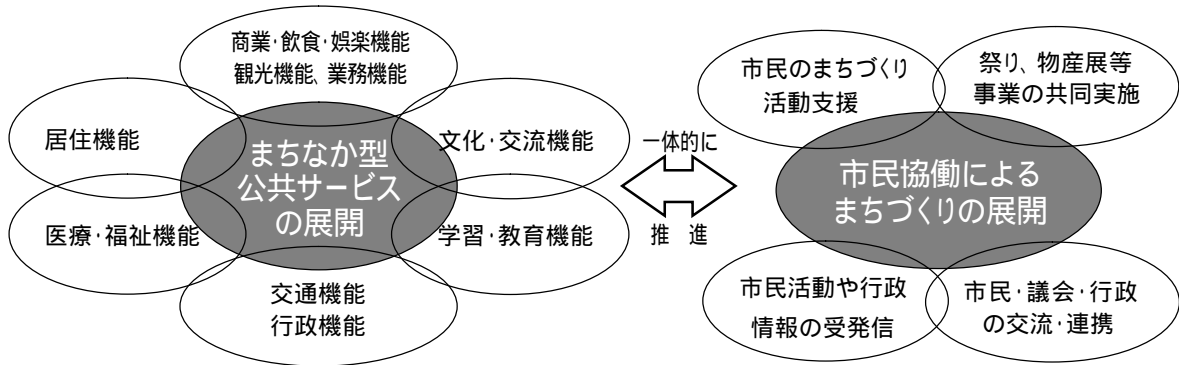 商業・飲食・娯楽機能
観光機能、業務機能
居住機能
文化・交流機能
まちなか型
公共サービス
の展開
医療・福祉機能
学習・教育機能
交通機能
行政機能
一体的に
推 進
市民のまちづくり
活動支援
祭り、物産展等
事業の共同実施
市民協働による
まちづくりの展開
市民活動や行政
情報の受発信
市民・議会・行政
の交流・連携